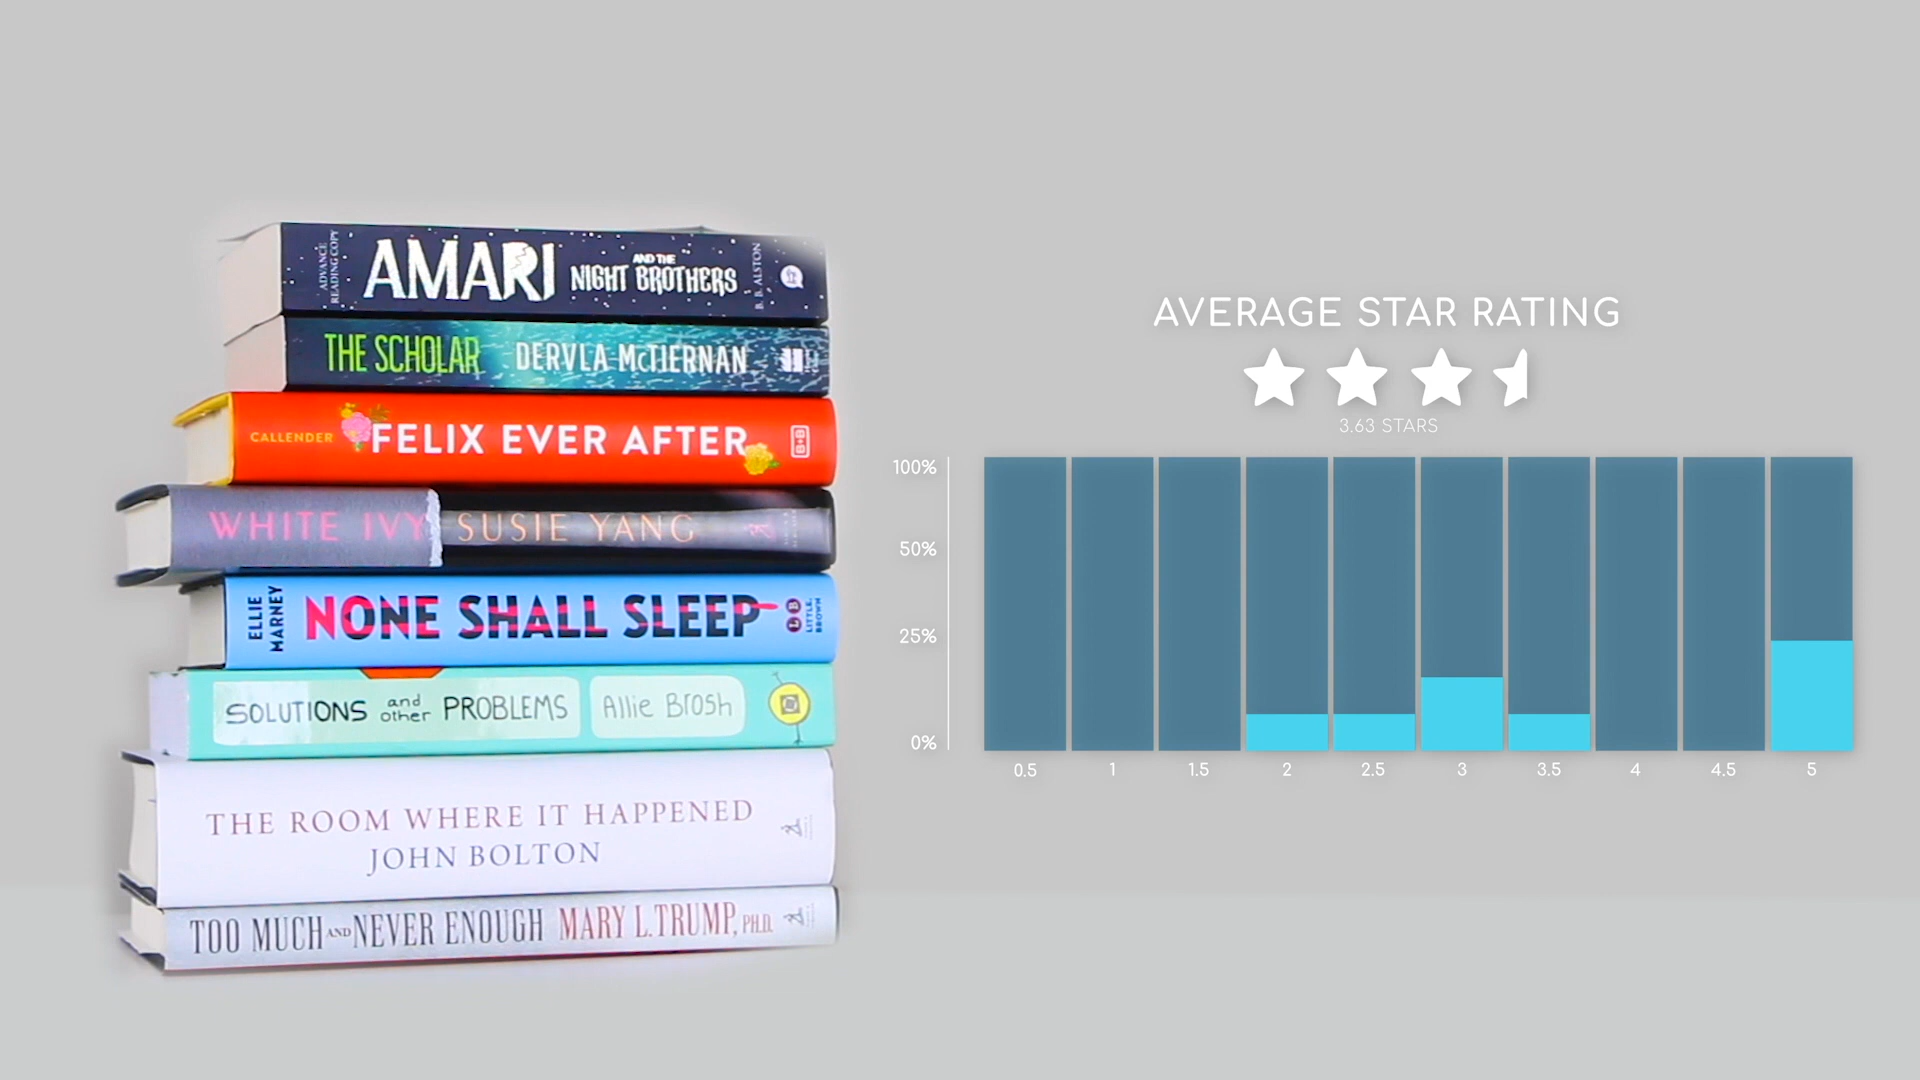 ADVANCE
READING COPY
AMARI
AND THE
NIGHT BROTHERS
B. B. ALSTON
THE SCHOLAR DERVLA McTIERNAN
CALLENDER FELIX EVER AFTER
B+B
WHITE IVY SUSIE YANG
ELLIE
MARNEY
NONE SHALL SLEEP
L B
LITTLE,
BROWN
SOLUTIONS and other PROBLEMS Allie Brosh
THE ROOM WHERE IT HAPPENED
JOHN BOLTON
TOO MUCH AND NEVER ENOUGH MARY L. TRUMP, PH.D.
AVERAGE STAR RATING
3.63 STARS
100%
50%
25%
0%
0.5 1 1.5 2 2.5 3 3.5 4 4.5 5